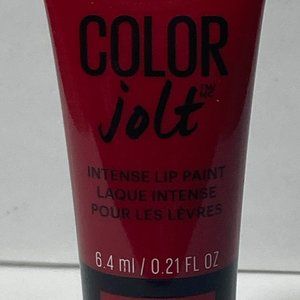 COLOR
jolt
INTENSE LIP PAINT
LAQUE INTENSE
POUR LES LÈVRES
6.4 ml / 0.21 FL OZ